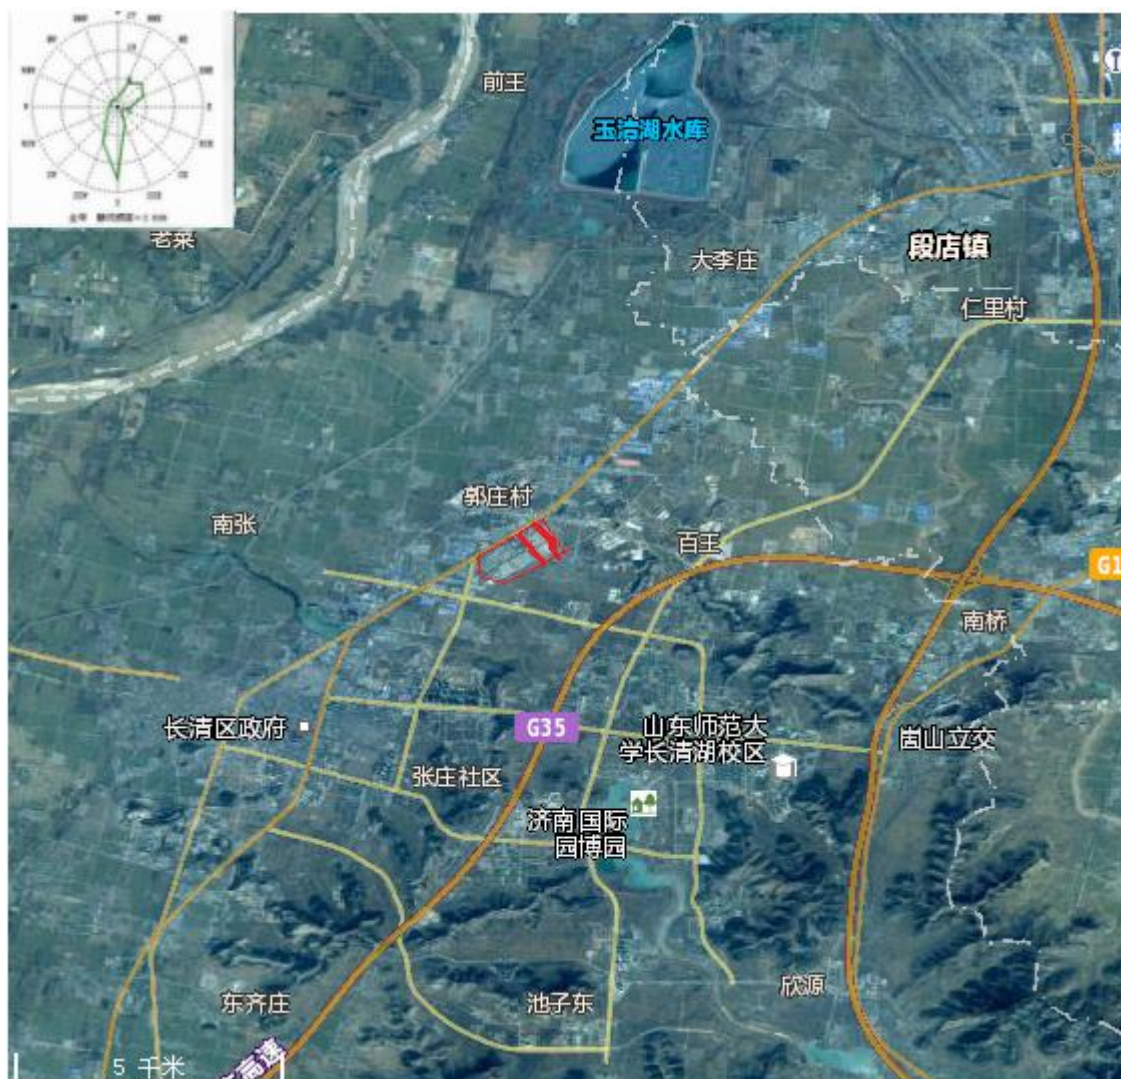 前王
玉清湖水库
老菜
大李庄
段店镇
仁里村
郭庄村
南张
百王
G1
南桥
长清区政府
G35
山东师范大
学长清湖校区
崮山立交
张庄社区
济南国际
园博园
东齐庄
池子东
欣源
5 千米
高速